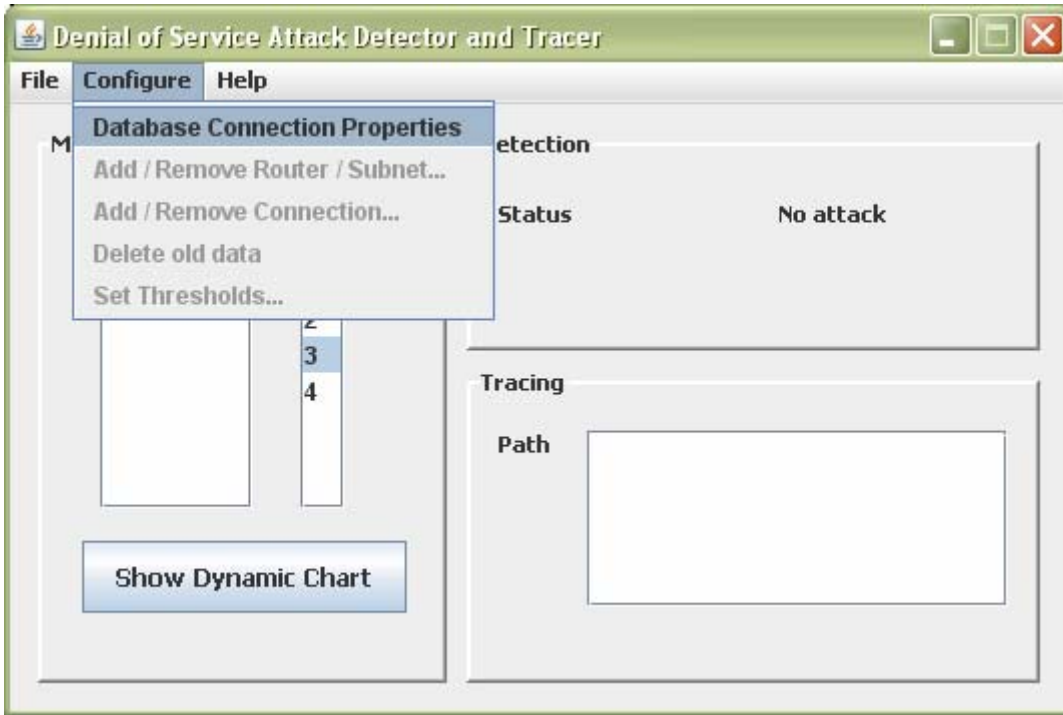 Denial of Service Attack Detector and Tracer
File Configure Help
Database Connection Properties
Add / Remove Router / Subnet...
Add / Remove Connection...
Delete old data
Set Thresholds...
Status No attack
3
4
Show Dynamic Chart
Tracing
Path